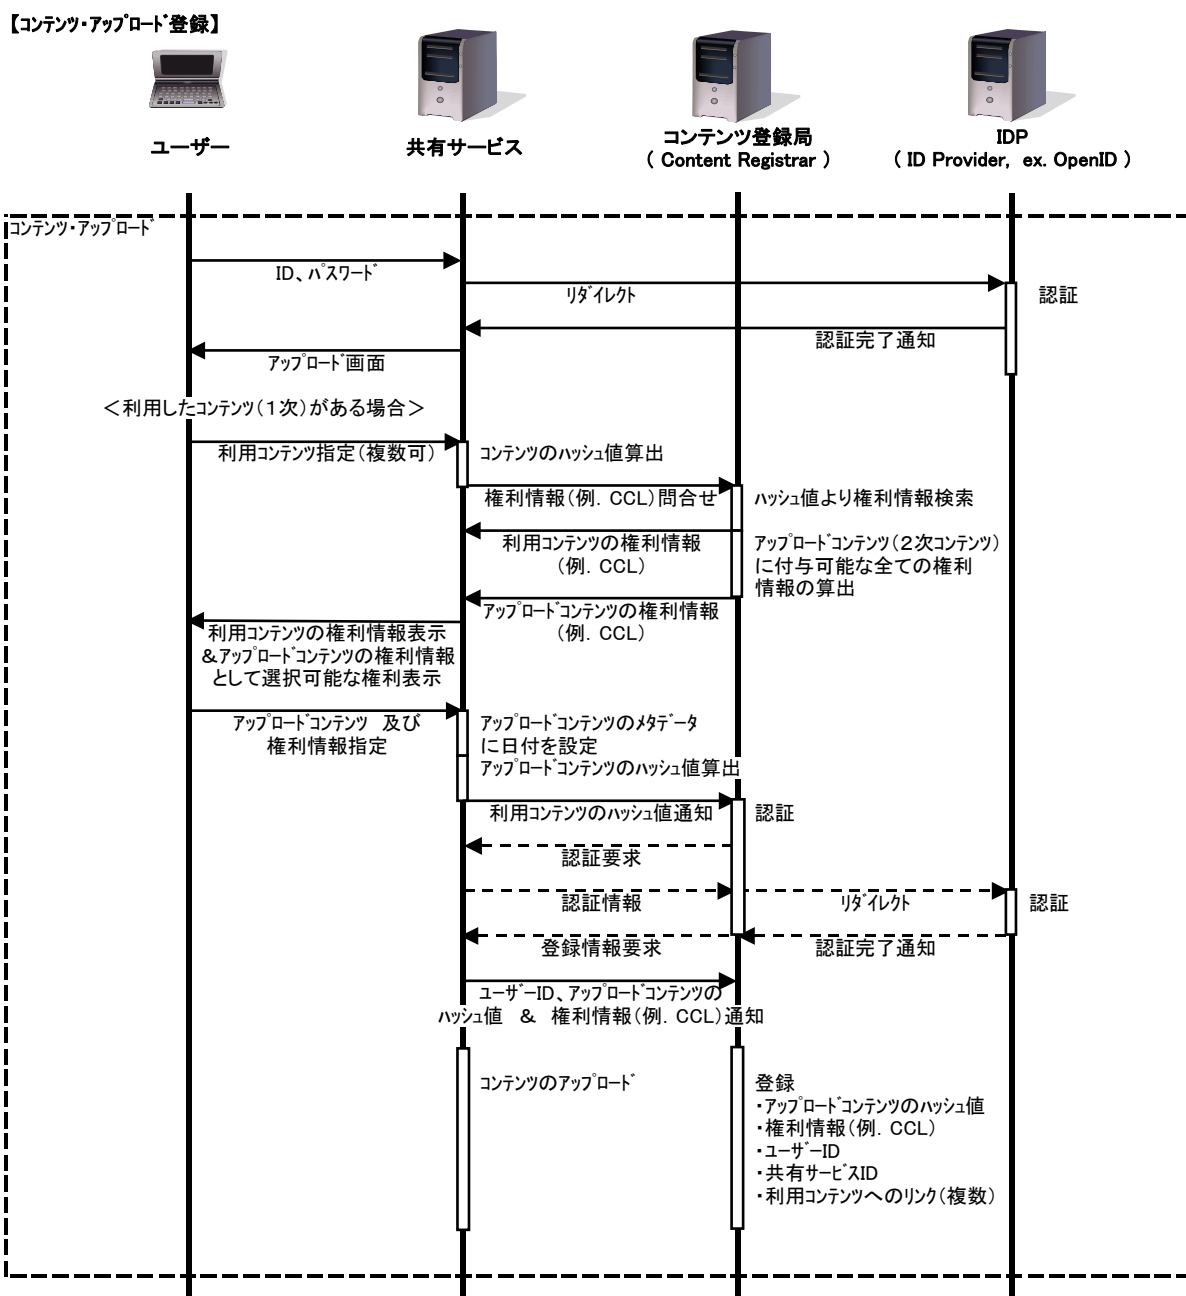 【ｺﾝﾃﾝﾂ・ｱｯﾌﾟﾛｰﾄﾞ登録】
ユーザー
共有サービス
コンテンツ登録局
( Content Registrar )
IDP
( ID Provider, ex. OpenID )
ｺﾝﾃﾝﾂ・ｱｯﾌﾟﾛｰﾄﾞ
ID、ﾊﾟｽﾜｰﾄﾞ
ﾘﾀﾞｲﾚｸﾄ
認証
認証完了通知
ｱｯﾌﾟﾛｰﾄﾞ画面
＜利用したｺﾝﾃﾝﾂ（１次）がある場合＞
利用ｺﾝﾃﾝﾂ指定（複数可）
ｺﾝﾃﾝﾂのﾊｯｼｭ値算出
権利情報（例．CCL）問合せ
ﾊｯｼｭ値より権利情報検索
利用ｺﾝﾃﾝﾂの権利情報
（例．CCL）
ｱｯﾌﾟﾛｰﾄﾞｺﾝﾃﾝﾂ（２次ｺﾝﾃﾝﾂ）
に付与可能な全ての権利
情報の算出
ｱｯﾌﾟﾛｰﾄﾞｺﾝﾃﾝﾂの権利情報
（例．CCL）
利用ｺﾝﾃﾝﾂの権利情報表示
＆ｱｯﾌﾟﾛｰﾄﾞｺﾝﾃﾝﾂの権利情報
として選択可能な権利表示
ｱｯﾌﾟﾛｰﾄﾞｺﾝﾃﾝﾂ　及び
権利情報指定
ｱｯﾌﾟﾛｰﾄﾞｺﾝﾃﾝﾂのﾒﾀﾃﾞｰﾀ
に日付を設定
ｱｯﾌﾟﾛｰﾄﾞｺﾝﾃﾝﾂのﾊｯｼｭ値算出
利用ｺﾝﾃﾝﾂのﾊｯｼｭ値通知
認証
認証要求
認証情報
ﾘﾀﾞｲﾚｸﾄ
認証
登録情報要求
認証完了通知
ﾕｰｻﾞｰID、ｱｯﾌﾟﾛｰﾄﾞｺﾝﾃﾝﾂの
ﾊｯｼｭ値　＆　権利情報（例．CCL）通知
ｺﾝﾃﾝﾂのｱｯﾌﾟﾛｰﾄﾞ
登録
・ｱｯﾌﾟﾛｰﾄﾞｺﾝﾃﾝﾂのﾊｯｼｭ値
・権利情報（例．CCL）
・ﾕｰｻﾞｰID
・共有ｻｰﾋﾞｽID
・利用ｺﾝﾃﾝﾂへのﾘﾝｸ（複数）